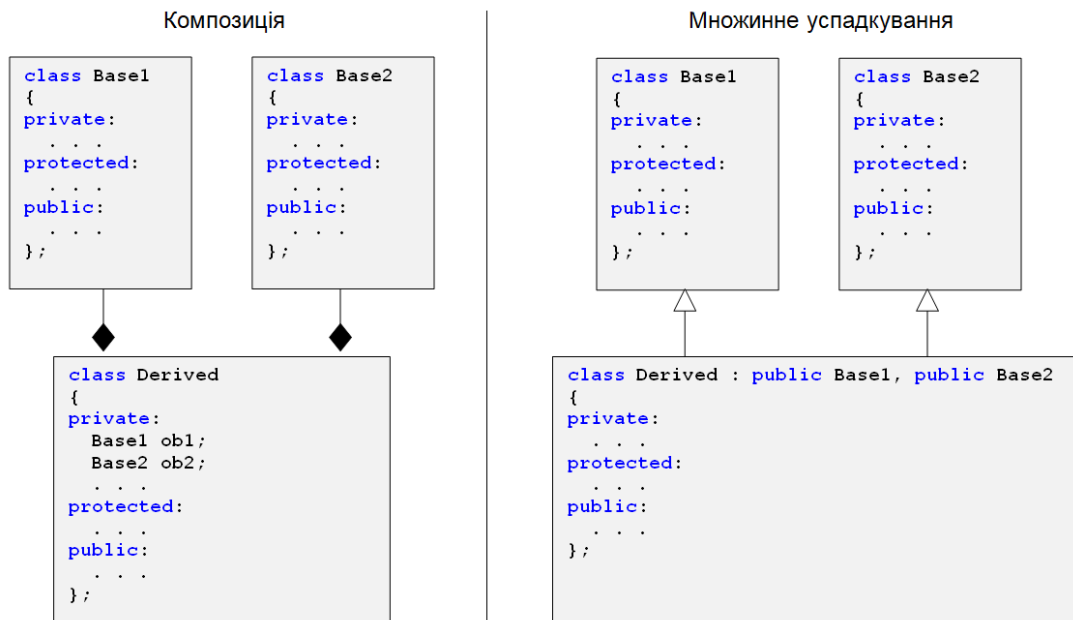 Композиція
class Base1
{
private:
. . .
protected:
. . .
public:
. . .
};
class Base2
{
private:
. . .
protected:
. . .
public:
. . .
};
class Derived
{
private:
Base1 ob1;
Base2 ob2;
. . .
protected:
. . .
public:
. . .
};
Множинне успадкування
class Base1
{
private:
. . .
protected:
. . .
public:
. . .
};
class Base2
{
private:
. . .
protected:
. . .
public:
. . .
};
class Derived : public Base1, public Base2
{
private:
. . .
protected:
. . .
public:
. . .
};